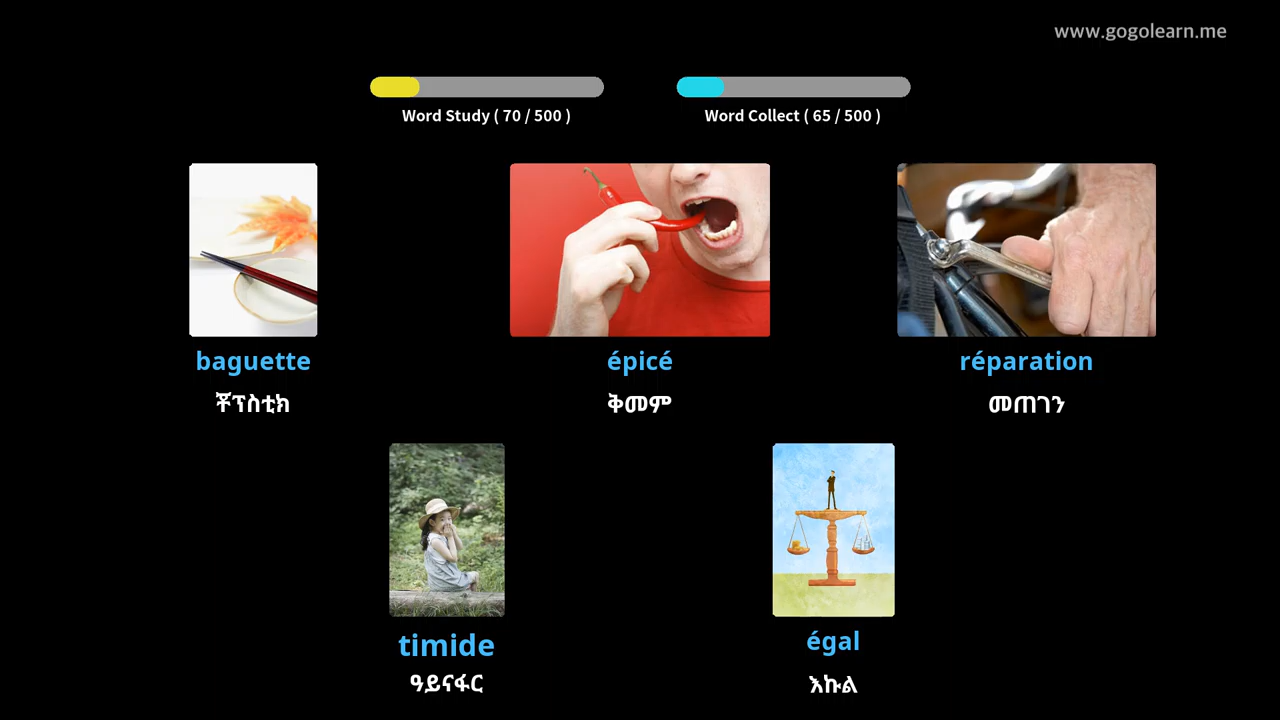 www.gogolearn.me
Word Study ( 70 / 500 )
Word Collect ( 65 / 500 )
baguette
épicé
réparation
ቾፕስቲክ
ቅመም
መጠገን
timide
égal
ዓይናፋር
እኩል